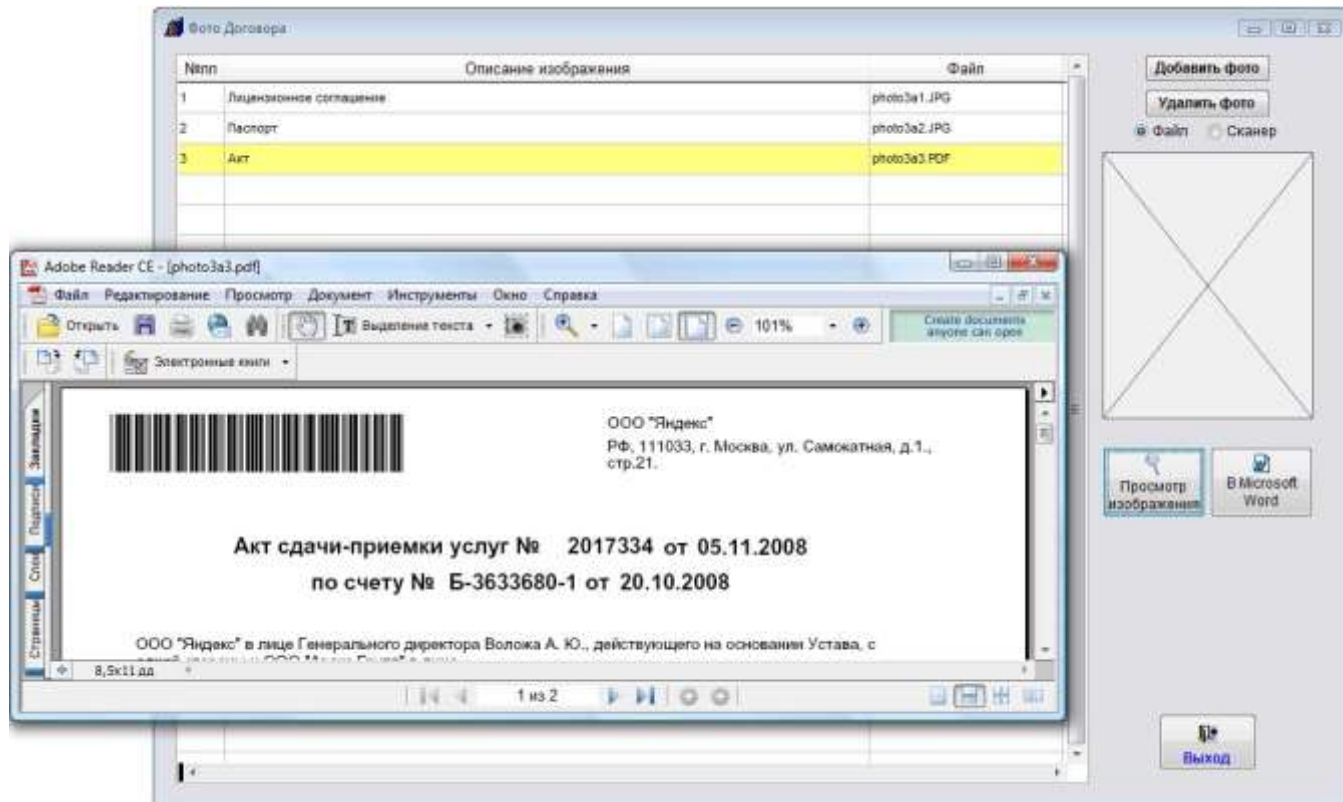 Фото Договора
№пп Описание изображения Файл
1 Лицензионное соглашение photo3a1.JPG
2 Паспорт photo3a2.JPG
3 Акт photo3a3.PDF
Добавить фото
Удалить фото
Файл Сканер
Просмотр изображения
В Microsoft Word
Выход
Adobe Reader CE - [photo3a3.pdf]
Файл Редактирование Просмотр Документ Инструменты Окно Справка
Открыть Выделение текста 101% Create documents anyone can open
Электронные книги
Закладки
Подписи
Слои
Страницы
ООО "Яндекс"
РФ, 111033, г. Москва, ул. Самокатная, д.1.,
стр.21.
Акт сдачи-приемки услуг № 2017334 от 05.11.2008
по счету № Б-3633680-1 от 20.10.2008
ООО "Яндекс" в лице Генерального директора Воложа А. Ю., действующего на основании Устава, с
8,5x11 дд
1 из 2